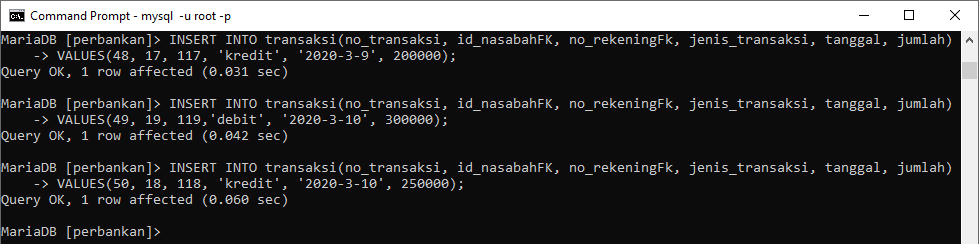 Command Prompt - mysql  -u root -p
MariaDB [perbankan]> INSERT INTO transaksi(no_transaksi, id_nasabahFK, no_rekeningFk, jenis_transaksi, tanggal, jumlah)
    -> VALUES(48, 17, 117, 'kredit', '2020-3-9', 200000);
Query OK, 1 row affected (0.031 sec)
MariaDB [perbankan]> INSERT INTO transaksi(no_transaksi, id_nasabahFK, no_rekeningFk, jenis_transaksi, tanggal, jumlah)
    -> VALUES(49, 19, 119,'debit', '2020-3-10', 300000);
Query OK, 1 row affected (0.042 sec)
MariaDB [perbankan]> INSERT INTO transaksi(no_transaksi, id_nasabahFK, no_rekeningFk, jenis_transaksi, tanggal, jumlah)
    -> VALUES(50, 18, 118, 'kredit', '2020-3-10', 250000);
Query OK, 1 row affected (0.060 sec)
MariaDB [perbankan]>